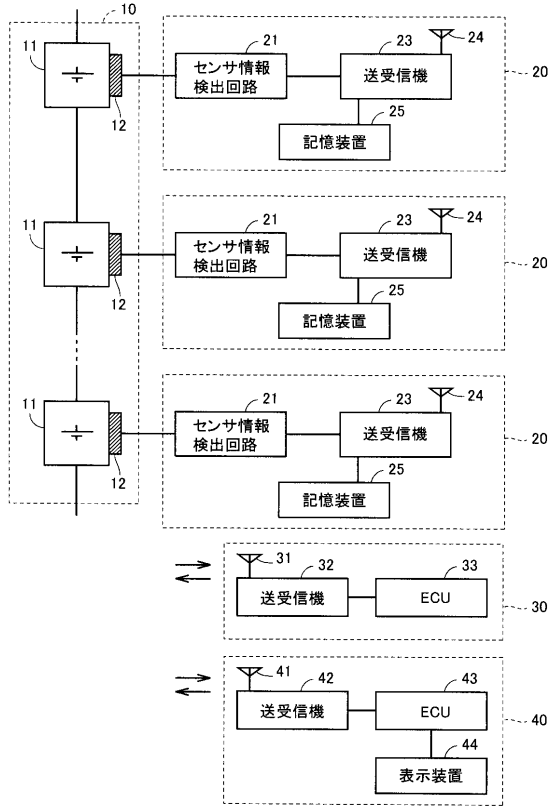 10
11
12
21
センサ情報
検出回路
23
送受信機
24
25
記憶装置
20
11
12
21
センサ情報
検出回路
23
送受信機
24
25
記憶装置
20
11
12
21
センサ情報
検出回路
23
送受信機
24
25
記憶装置
20
31
32
送受信機
33
ECU
30
41
42
送受信機
43
ECU
44
表示装置
40